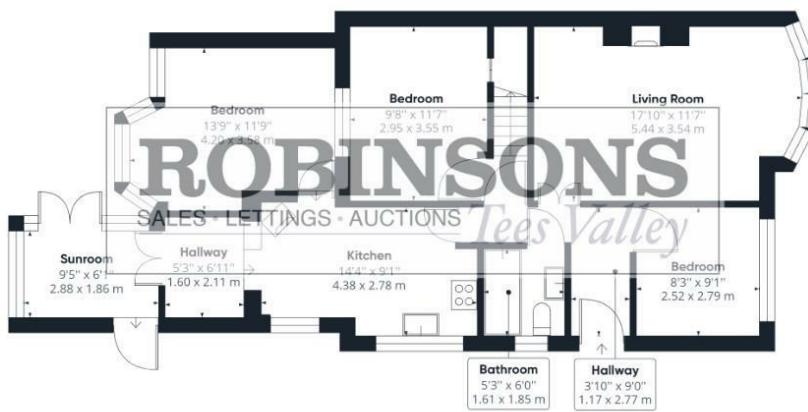 Bedroom
13'9" x 11'9"
4.20 x 3.58 m
Bedroom
9'8" x 11'7"
2.95 x 3.55 m
Living Room
17'10" x 11'7"
5.44 x 3.54 m
ROBINSONS
SALES · LETTINGS · AUCTIONS
Tees Valley
Sunroom
9'5" x 6'1"
2.88 x 1.86 m
Hallway
5'3" x 6'11"
1.60 x 2.11 m
Kitchen
14'4" x 9'1"
4.38 x 2.78 m
Bedroom
8'3" x 9'1"
2.52 x 2.79 m
Bathroom
5'3" x 6'0"
1.61 x 1.85 m
Hallway
3'10" x 9'0"
1.17 x 2.77 m